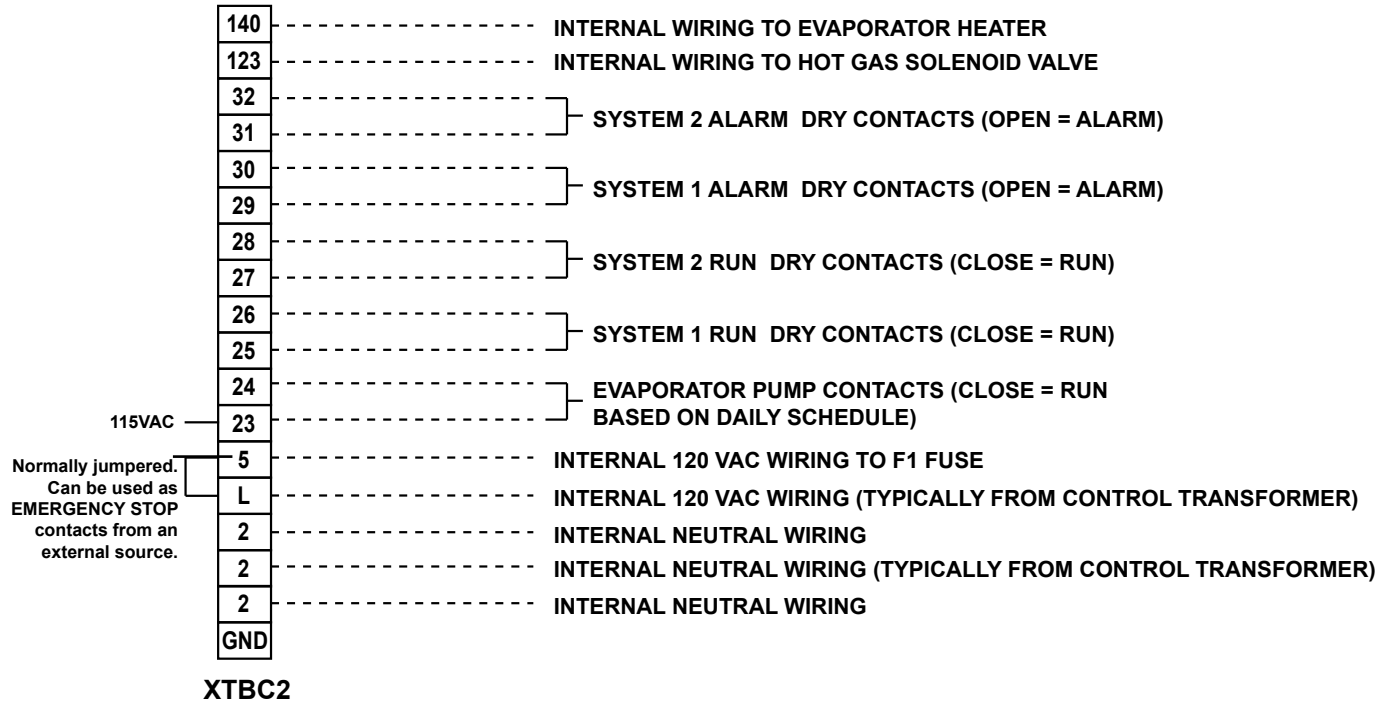 140 INTERNAL WIRING TO EVAPORATOR HEATER
123 INTERNAL WIRING TO HOT GAS SOLENOID VALVE
32
SYSTEM 2 ALARM DRY CONTACTS (OPEN = ALARM)
31
30
SYSTEM 1 ALARM DRY CONTACTS (OPEN = ALARM)
29
28
SYSTEM 2 RUN DRY CONTACTS (CLOSE = RUN)
27
26
SYSTEM 1 RUN DRY CONTACTS (CLOSE = RUN)
25
24
EVAPORATOR PUMP CONTACTS (CLOSE = RUN
BASED ON DAILY SCHEDULE)
115VAC 23
5 INTERNAL 120 VAC WIRING TO F1 FUSE
Normally jumpered.
Can be used as
EMERGENCY STOP
contacts from an
external source.
L INTERNAL 120 VAC WIRING (TYPICALLY FROM CONTROL TRANSFORMER)
2 INTERNAL NEUTRAL WIRING
2 INTERNAL NEUTRAL WIRING (TYPICALLY FROM CONTROL TRANSFORMER)
2 INTERNAL NEUTRAL WIRING
GND
XTBC2